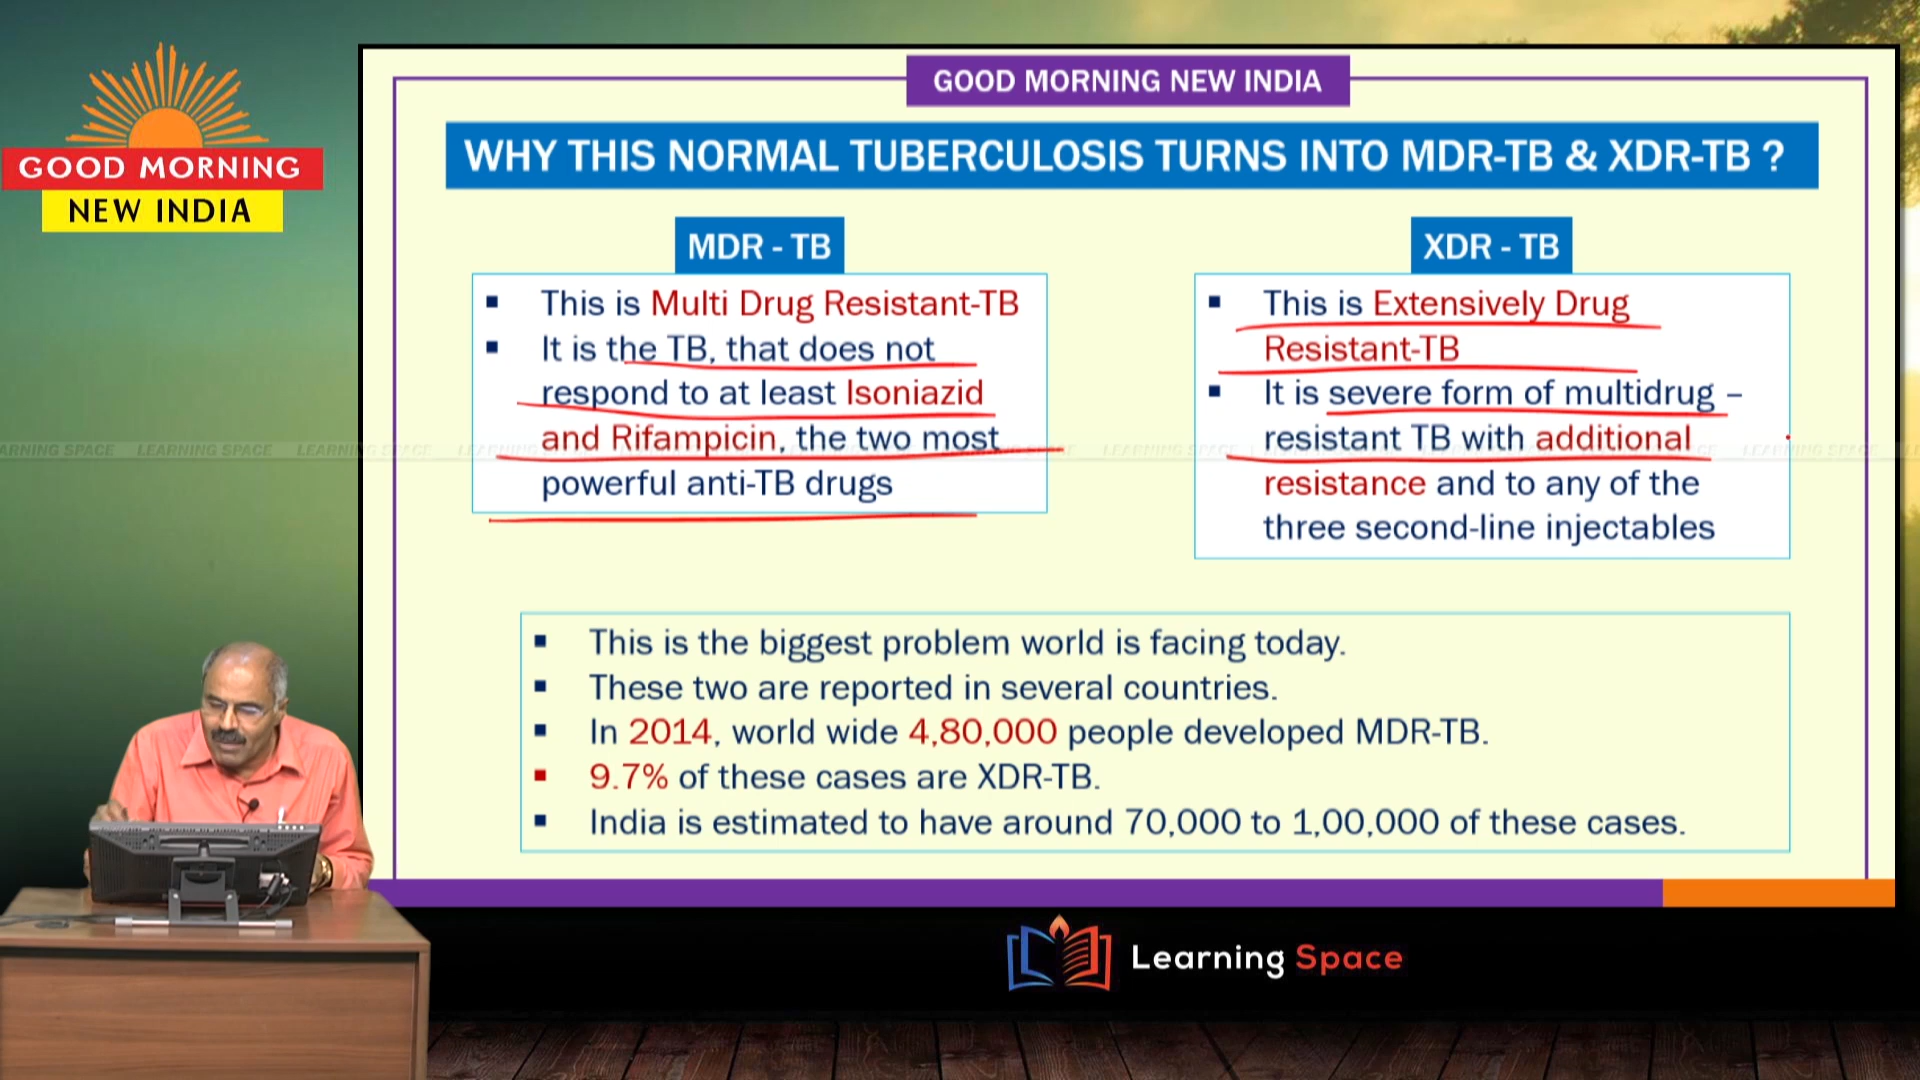 GOOD MORNING
NEW INDIA
GOOD MORNING NEW INDIA
WHY THIS NORMAL TUBERCULOSIS TURNS INTO MDR-TB & XDR-TB ?
MDR - TB
▪ This is Multi Drug Resistant-TB
▪ It is the TB, that does not
respond to at least Isoniazid
and Rifampicin, the two most
powerful anti-TB drugs
XDR - TB
▪ This is Extensively Drug
Resistant-TB
▪ It is severe form of multidrug –
resistant TB with additional
resistance and to any of the
three second-line injectables
▪ This is the biggest problem world is facing today.
▪ These two are reported in several countries.
▪ In 2014, world wide 4,80,000 people developed MDR-TB.
▪ 9.7% of these cases are XDR-TB.
▪ India is estimated to have around 70,000 to 1,00,000 of these cases.
ARNING SPACE LEARNING SPACE LEARNING SPACE
Learning Space